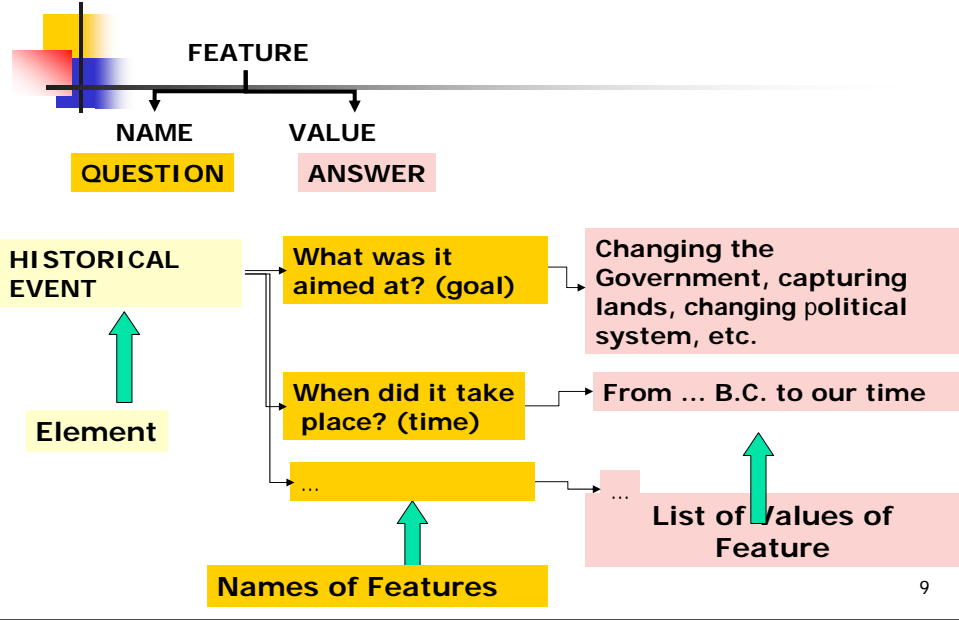 FEATURE
NAME VALUE
QUESTION ANSWER
HISTORICAL
EVENT
What was it
aimed at? (goal)
Changing the
Government, capturing
lands, changing political
system, etc.
When did it take
place? (time)
From … B.C. to our time
Element
…
…
List of Values of
Feature
Names of Features
9